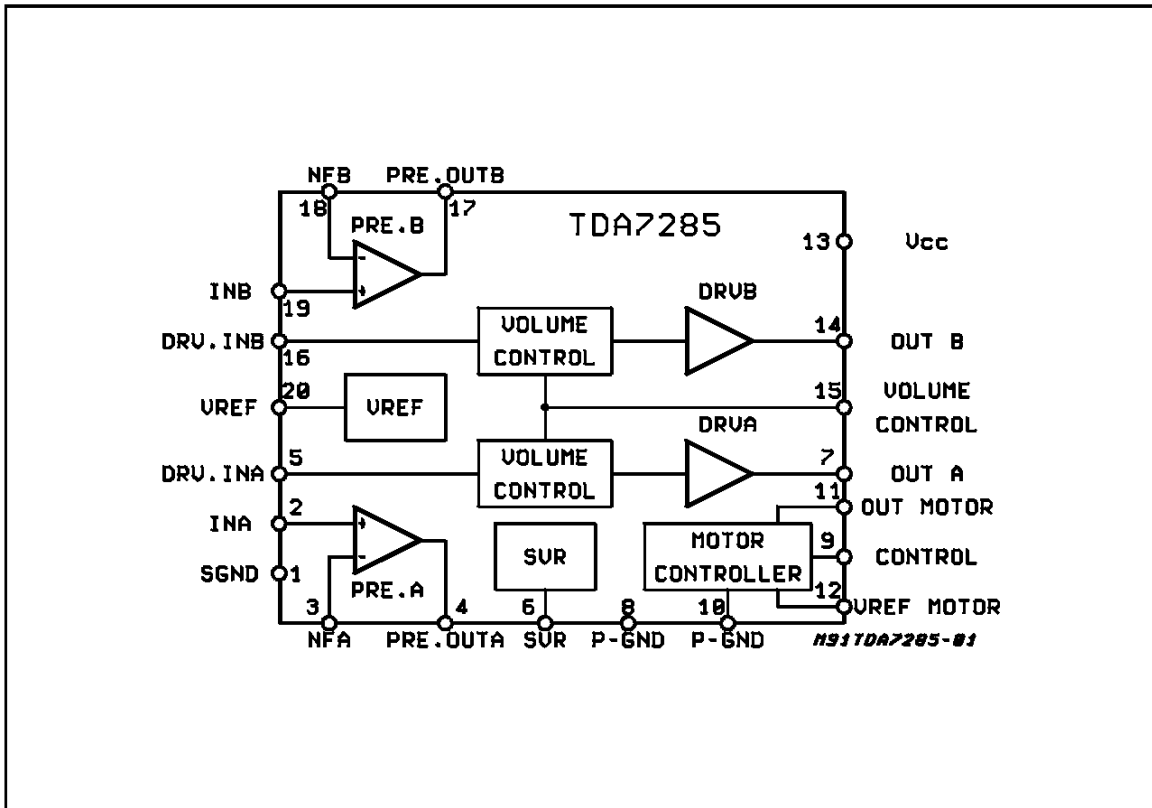 NFB PRE.OUTB
18 17
PRE.B
TDA7285
13 Vcc
-
+
INB
19
DRVB
VOLUME
CONTROL
DRV.INB
16
14 OUT B
20
VREF
VREF
15 VOLUME
CONTROL
DRVA
5
DRV.INA
VOLUME
CONTROL
7
OUT A
11
OUT MOTOR
2
INA
+
-
SVR
MOTOR
CONTROLLER
9
CONTROL
SGND 1
PRE.A
12
VREF MOTOR
3 4 6 8 10
NFA PRE.OUTA SVR P-GND P-GND
M91TDA7285-01